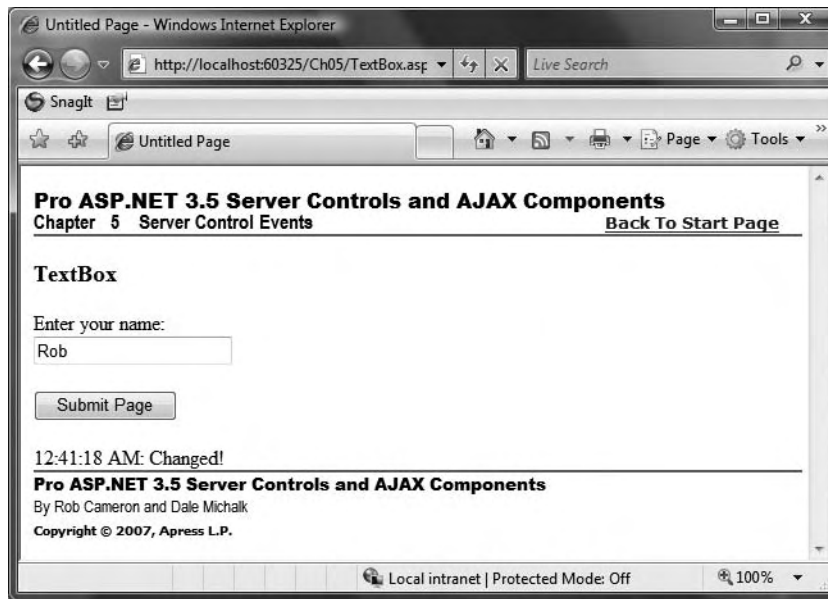 Untitled Page - Windows Internet Explorer
http://localhost:60325/Ch05/TextBox.asp
Live Search
SnagIt
Untitled Page
Page
Tools
Pro ASP.NET 3.5 Server Controls and AJAX Components
Chapter 5 Server Control Events
Back To Start Page
TextBox
Enter your name:
Rob
Submit Page
12:41:18 AM: Changed!
Pro ASP.NET 3.5 Server Controls and AJAX Components
By Rob Cameron and Dale Michalk
Copyright © 2007, Apress L.P.
Local intranet | Protected Mode: Off
100%